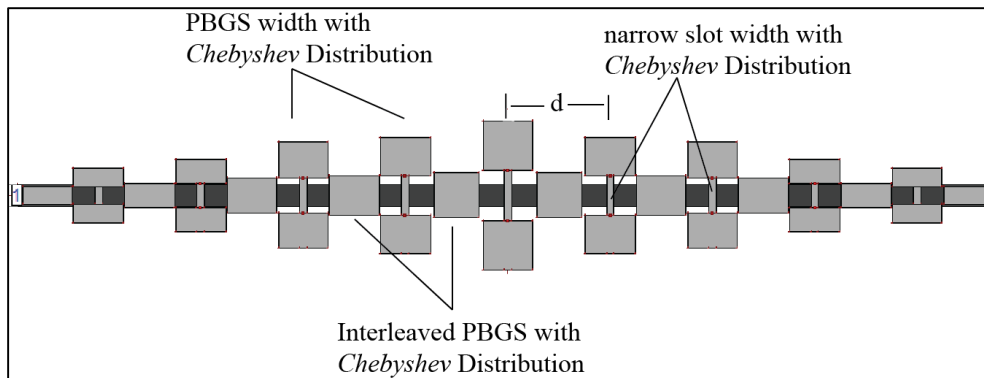 PBGS width with
Chebyshev Distribution
narrow slot width with
Chebyshev Distribution
d
1
Interleaved PBGS with
Chebyshev Distribution